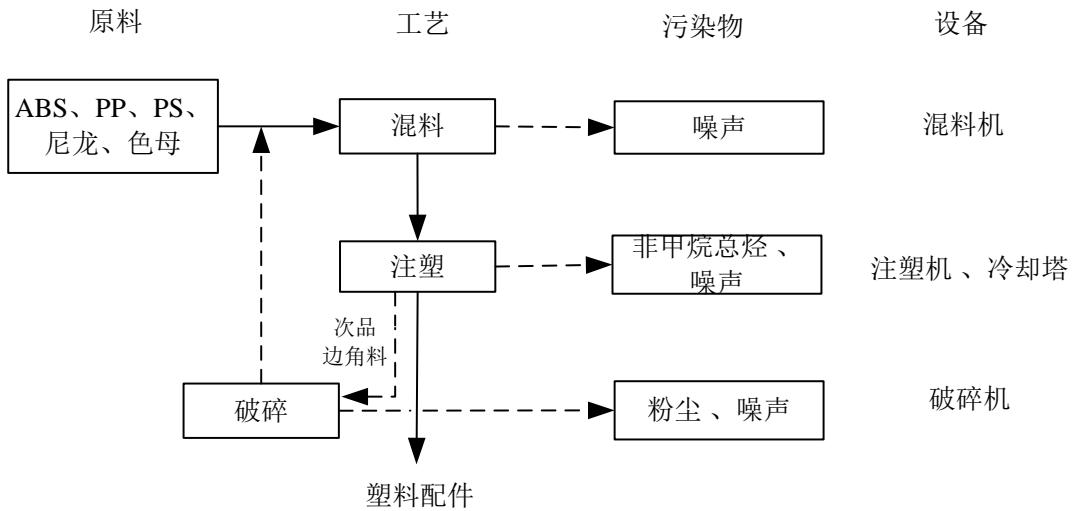 原料
工艺
污染物
设备
ABS、PP、PS、
尼龙、色母
混料
噪声
混料机
注塑
非甲烷总烃 、
噪声
注塑机 、冷却塔
次品
边角料
破碎
粉尘 、噪声
破碎机
塑料配件